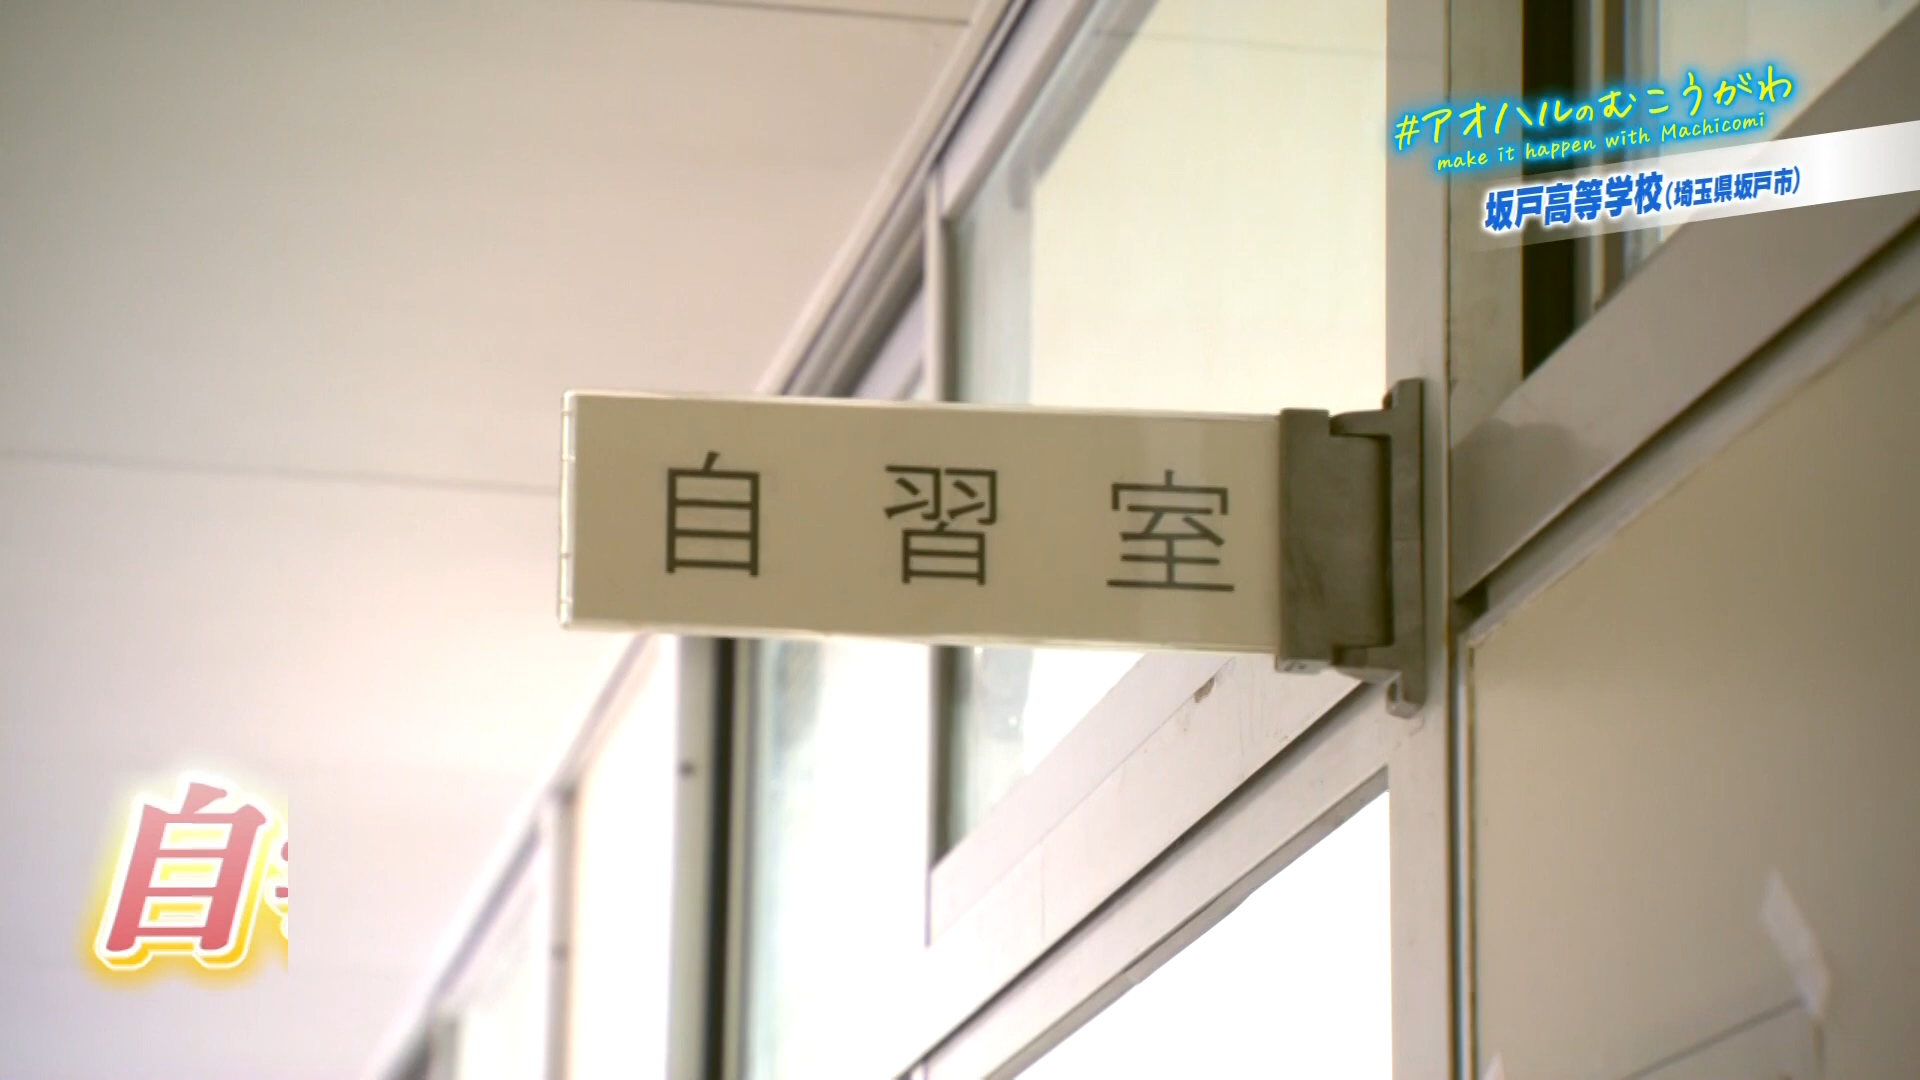 #アオハルのむこうがわ
make it happen with Machicomi
坂戸高等学校(埼玉県坂戸市)
自習室
自